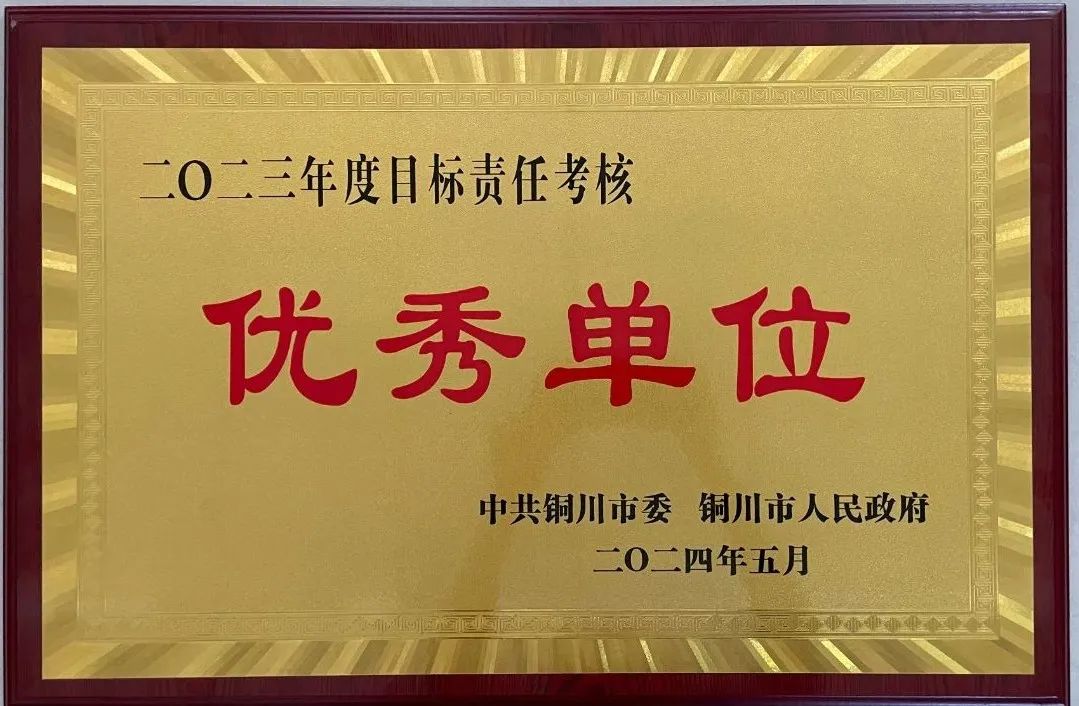 二〇二三年度目标责任考核
优秀单位
中共铜川市委 铜川市人民政府
二〇二四年五月